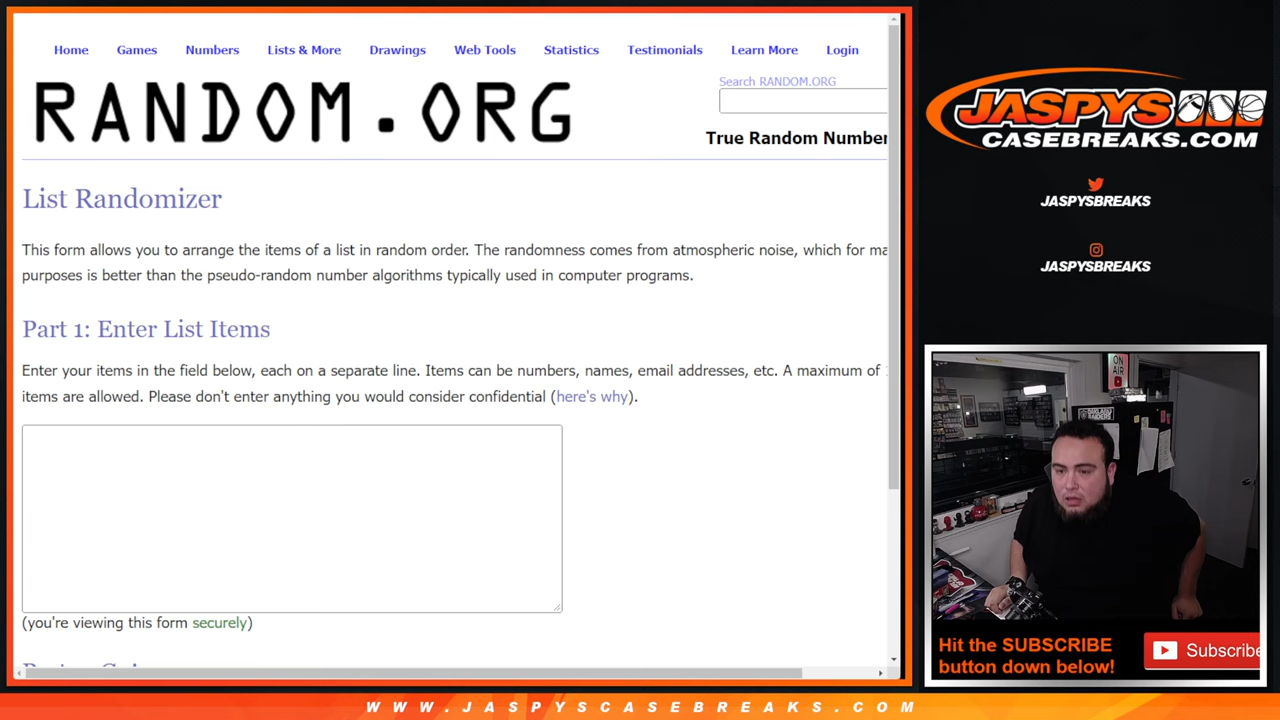 Home Games Numbers Lists & More Drawings Web Tools Statistics Testimonials Learn More Login
RANDOM.ORG
Search RANDOM.ORG
True Random Number
List Randomizer
This form allows you to arrange the items of a list in random order. The randomness comes from atmospheric noise, which for ma
purposes is better than the pseudo-random number algorithms typically used in computer programs.
Part 1: Enter List Items
Enter your items in the field below, each on a separate line. Items can be numbers, names, email addresses, etc. A maximum of
items are allowed. Please don't enter anything you would consider confidential (here's why).
(you're viewing this form securely)
JASPYS
CASEBREAKS.COM
JASPYSBREAKS
JASPYSBREAKS
ON
AIR
Hit the SUBSCRIBE
button down below!
Subscribe
WWW.JASPYSCASEBREAKS.COM